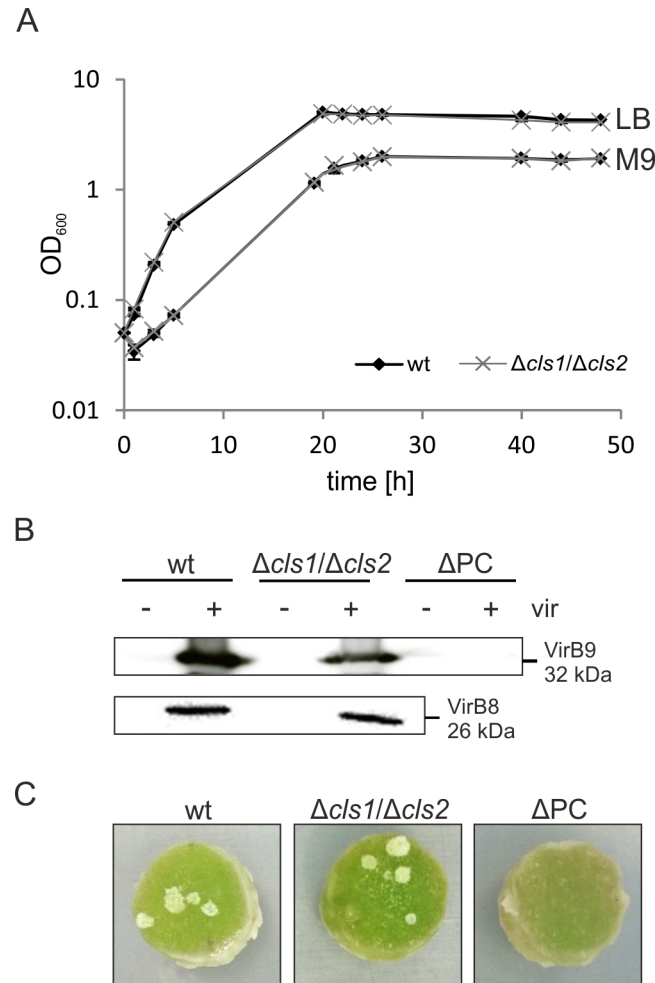 A
10
1
0.1
0.01
OD600
LB
M9
wt Δcls1/Δcls2
0 10 20 30 40 50
time [h]
B
wt Δcls1/Δcls2 ΔPC
- + - + - + vir
VirB9
32 kDa
VirB8
26 kDa
C
wt Δcls1/Δcls2 ΔPC